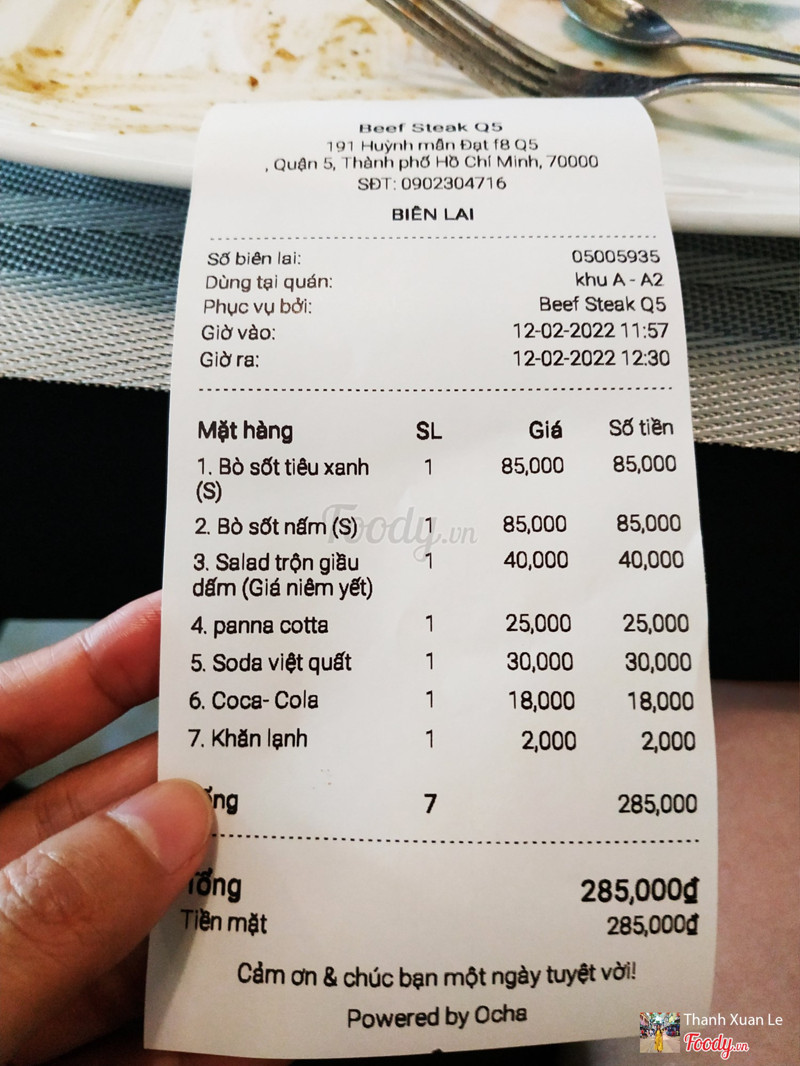 Beef Steak Q5
191 Huỳnh mẫn Đạt f8 Q5
, Quận 5, Thành phố Hồ Chí Minh, 70000
SĐT: 0902304716
BIÊN LAI
Số biên lai: 05005935
Dùng tại quán: khu A - A2
Phục vụ bởi: Beef Steak Q5
Giờ vào: 12-02-2022 11:57
Giờ ra: 12-02-2022 12:30
Mặt hàng SL Giá Số tiền
1. Bò sốt tiêu xanh 1 85,000 85,000
(S)
2. Bò sốt nấm (S) 1 85,000 85,000
3. Salad trộn giầu 1 40,000 40,000
dấm (Giá niêm yết)
4. panna cotta 1 25,000 25,000
5. Soda việt quất 1 30,000 30,000
6. Coca- Cola 1 18,000 18,000
7. Khăn lạnh 1 2,000 2,000
7 285,000
Tổng 285,000₫
Tiền mặt 285,000₫
Cảm ơn & chúc bạn một ngày tuyệt vời!
Powered by Ocha
Foody.vn
Thanh Xuan Le
Foody.vn